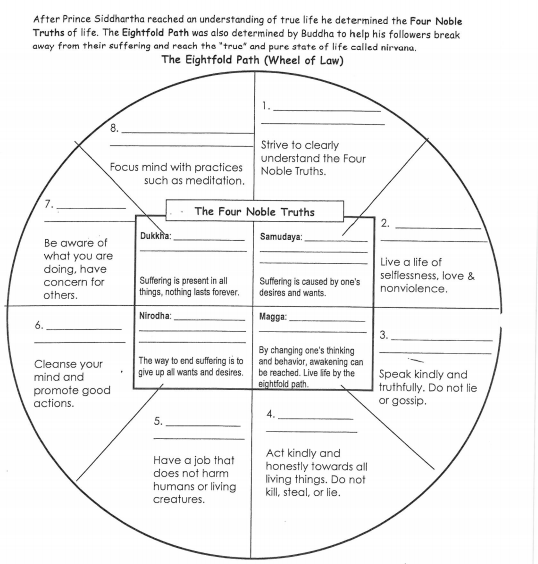 After Prince Siddhartha reached an understanding of true life he determined the Four Noble
Truths of life. The Eightfold Path was also determined by Buddha to help his followers break
away from their suffering and reach the "true" and pure state of life called nirvana.
The Eightfold Path (Wheel of Law)
1.
Strive to clearly
understand the Four
Noble Truths.
2.
Live a life of
selflessness, love &
nonviolence.
3.
Speak kindly and
truthfully. Do not lie
or gossip.
4.
Act kindly and
honestly towards all
living things. Do not
kill, steal, or lie.
5.
Have a job that
does not harm
humans or living
creatures.
6.
Cleanse your
mind and
promote good
actions.
7.
Be aware of
what you are
doing, have
concern for
others.
8.
Focus mind with practices
such as meditation.
The Four Noble Truths
Dukkha:
Suffering is present in all
things, nothing lasts forever.
Samudaya:
Suffering is caused by one's
desires and wants.
Nirodha:
The way to end suffering is to
give up all wants and desires.
Magga:
By changing one's thinking
and behavior, awakening can
be reached. Live life by the
eightfold path.